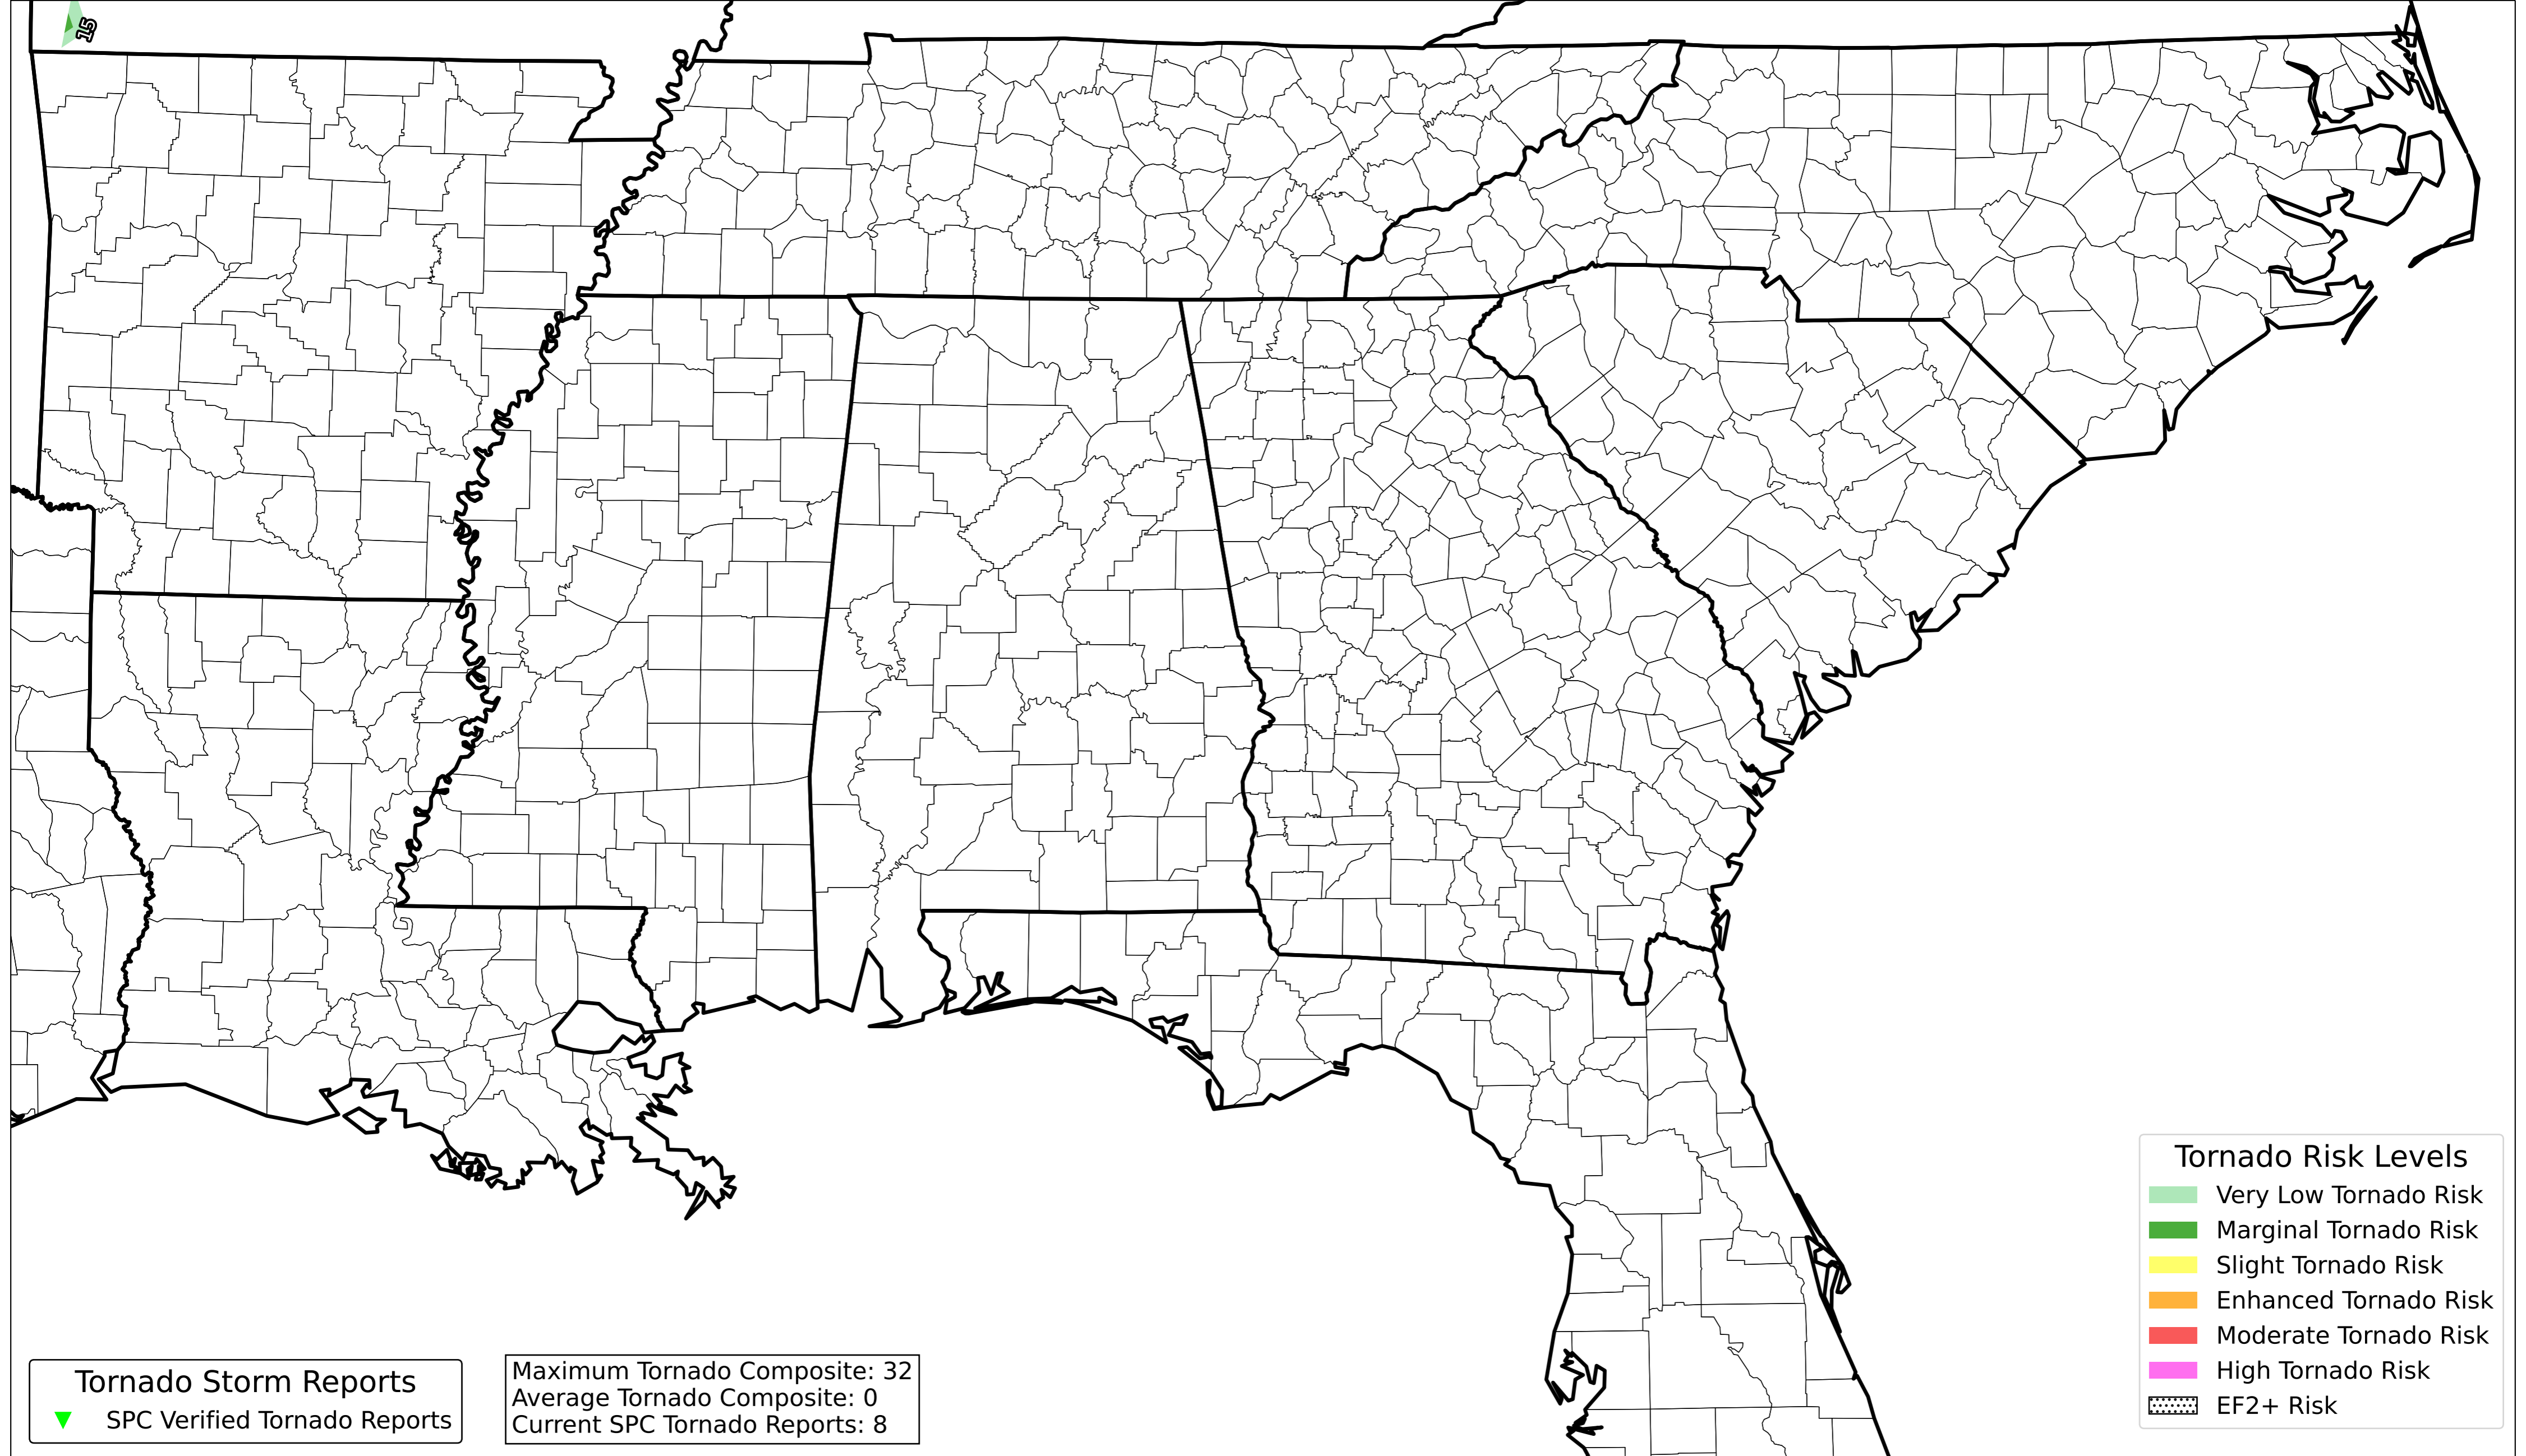 15
Tornado Storm Reports
SPC Verified Tornado Reports
Maximum Tornado Composite: 32
Average Tornado Composite: 0
Current SPC Tornado Reports: 8
Tornado Risk Levels
Very Low Tornado Risk
Marginal Tornado Risk
Slight Tornado Risk
Enhanced Tornado Risk
Moderate Tornado Risk
High Tornado Risk
EF2+ Risk